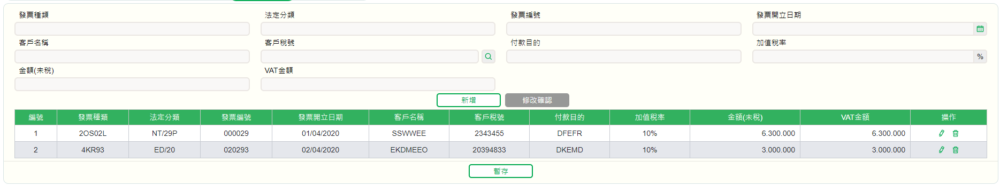 發票種類 法定分類 發票編號 發票開立日期
客戶名稱 客戶稅號 付款目的 加值稅率
%
金額(未稅) VAT金額
新增 修改確認
編號 發票種類 法定分類 發票編號 發票開立日期 客戶名稱 客戶稅號 付款目的 加值稅率 金額(未稅) VAT金額 操作
1 2OS02L NT/29P 000029 01/04/2020 SSWWEE 2343455 DFEFR 10% 6.300.000 6.300.000
2 4KR93 ED/20 020293 02/04/2020 EKDMEEO 20394833 DKEMD 10% 3.000.000 3.000.000
暫存